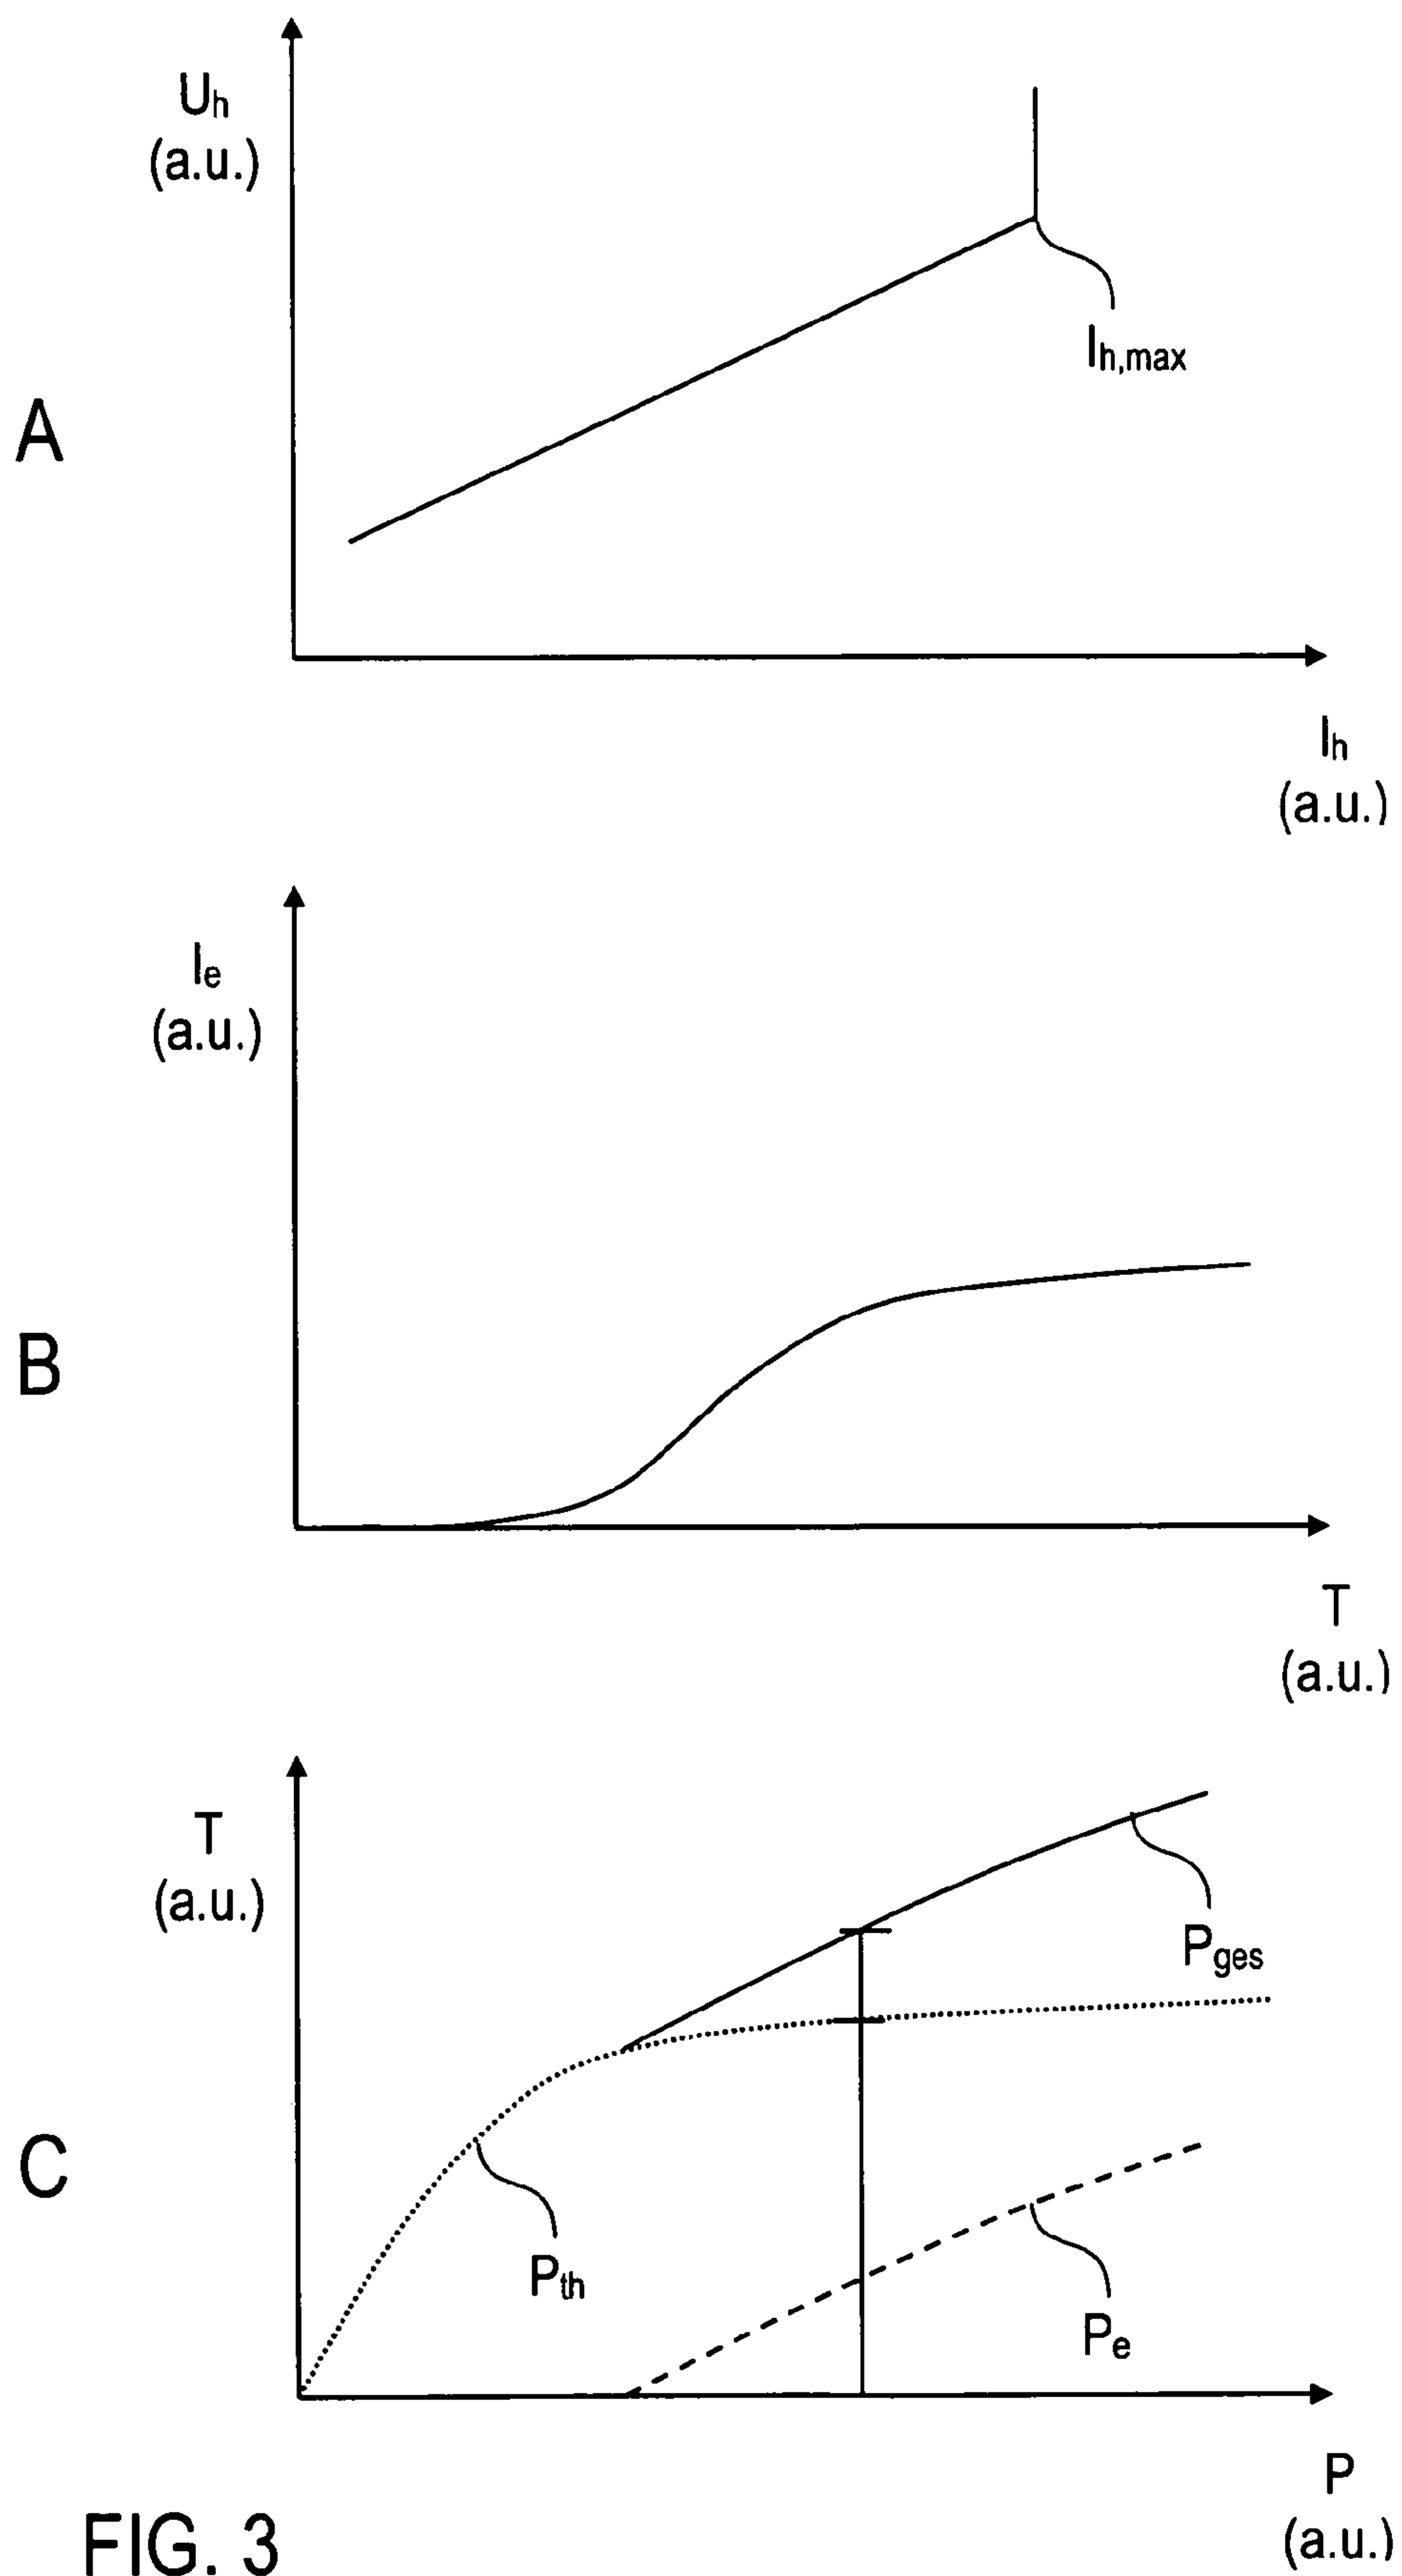 Uh
(a.u.)
Ih,max
A
Ih
(a.u.)
Ie
(a.u.)
B
T
(a.u.)
T
(a.u.)
Pges
C
Pth
Pe
P
(a.u.)
FIG. 3